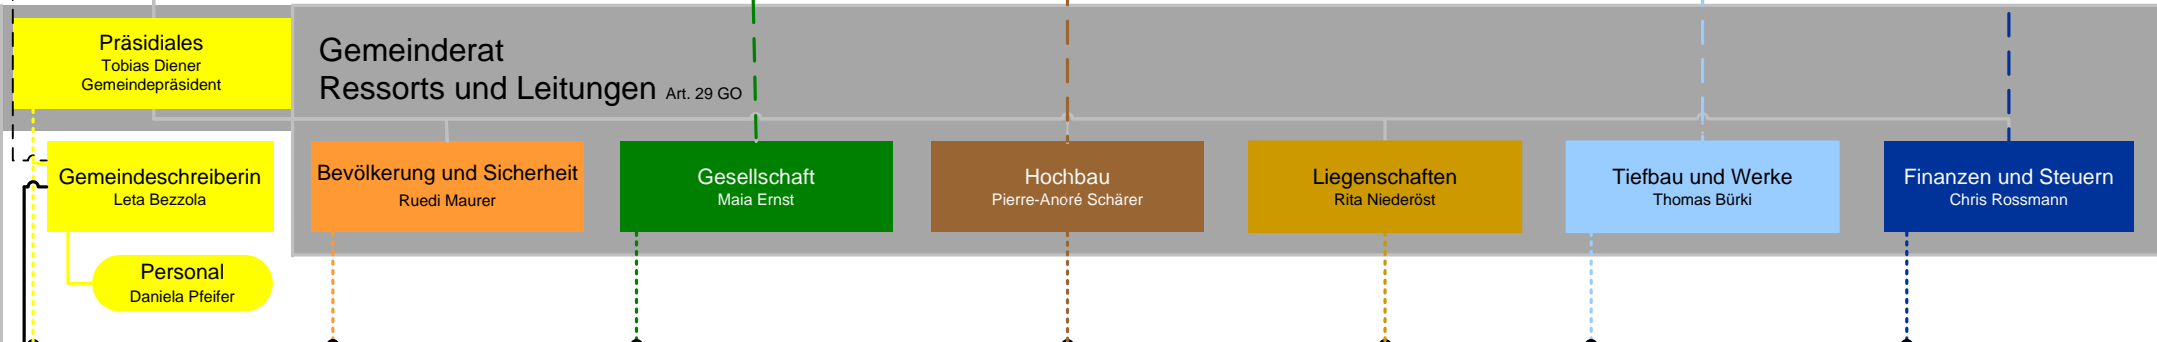 Präsidiales
Tobias Diener
Gemeindepräsident
Gemeinderat
Ressorts und Leitungen Art. 29 GO
Gemeindeschreiberin
Leta Bezzola
Bevölkerung und Sicherheit
Ruedi Maurer
Gesellschaft
Maia Ernst
Hochbau
Pierre-Anoré Schärer
Liegenschaften
Rita Niederöst
Tiefbau und Werke
Thomas Bürki
Finanzen und Steuern
Chris Rossmann
Personal
Daniela Pfeifer